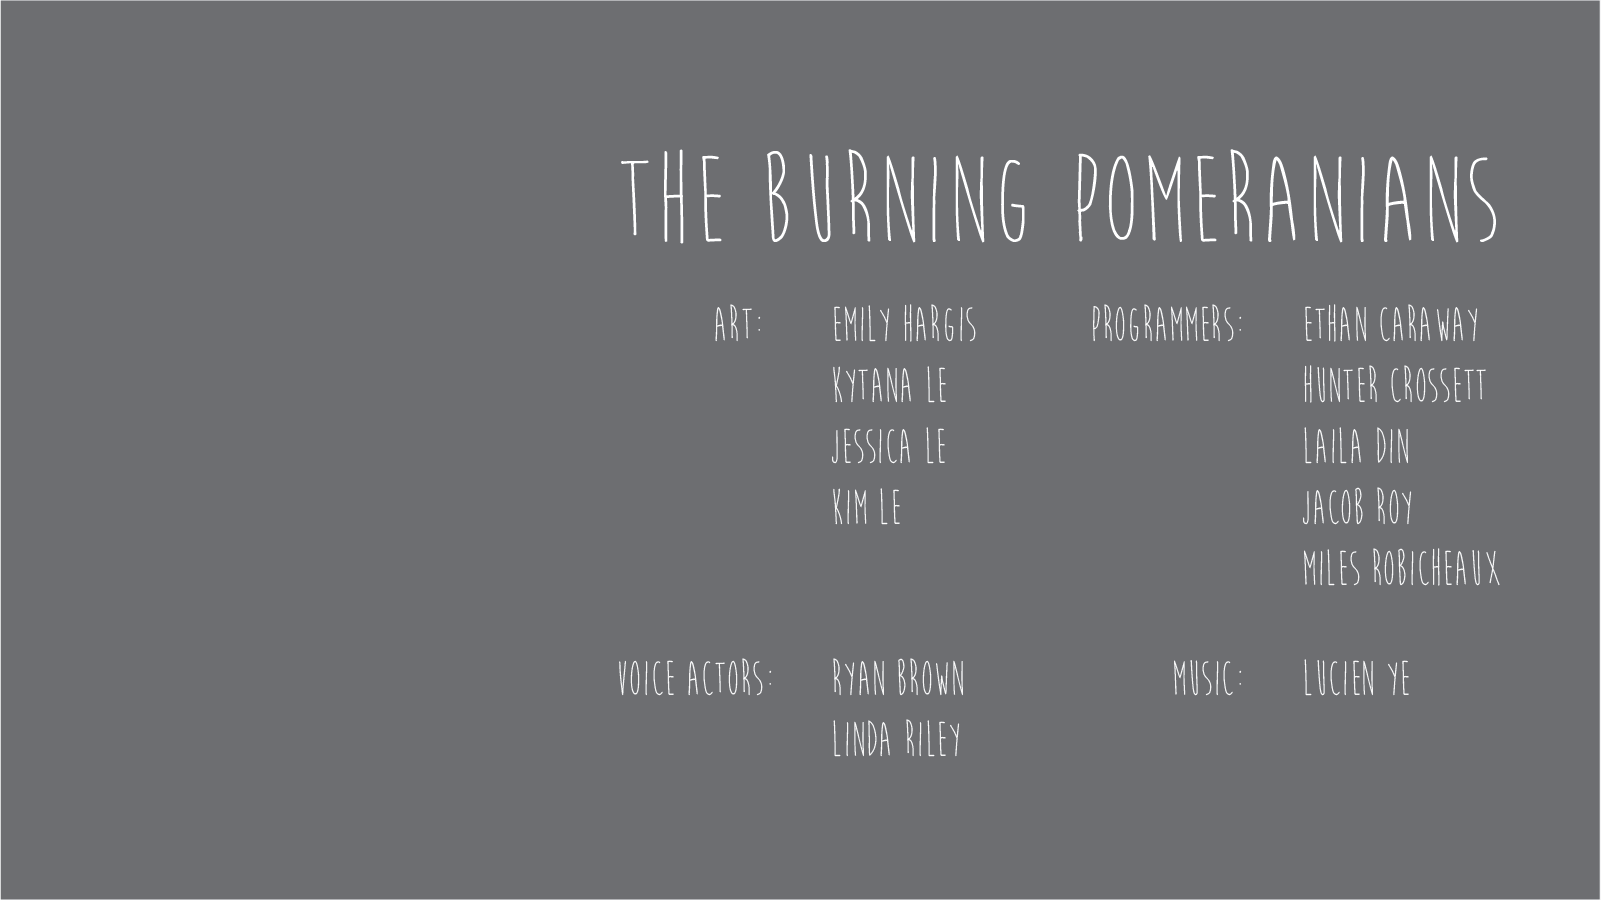 THE BURNING POMERANIANS
ART: EMILY HARGIS
KYTANA LE
JESSICA LE
KIM LE
PROGRAMMERS: ETHAN CARAWAY
HUNTER CROSSETT
LAILA DIN
JACOB ROY
MILES ROBICHEAUX
VOICE ACTORS: RYAN BROWN
LINDA RILEY
MUSIC: LUCIEN YE